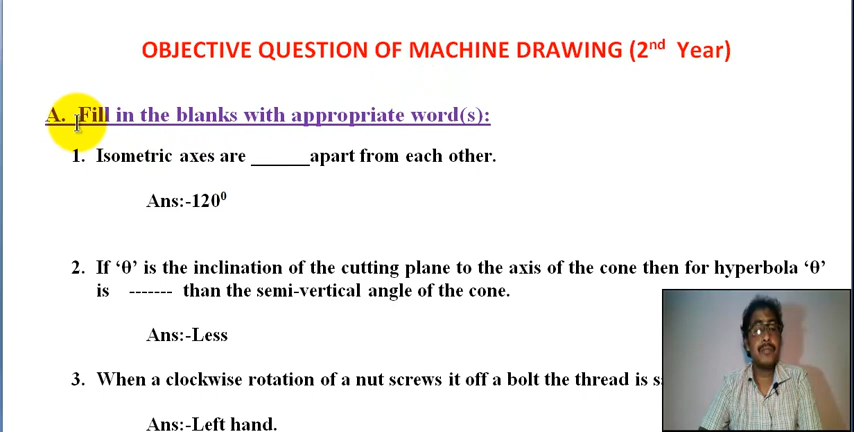 OBJECTIVE QUESTION OF MACHINE DRAWING (2nd Year)
A. Fill in the blanks with appropriate word(s):
1. Isometric axes are ______apart from each other.
Ans:-120⁰
2. If ‘θ’ is the inclination of the cutting plane to the axis of the cone then for hyperbola ‘θ’
is ------- than the semi-vertical angle of the cone.
Ans:-Less
3. When a clockwise rotation of a nut screws it off a bolt the thread is
Ans:-Left hand.